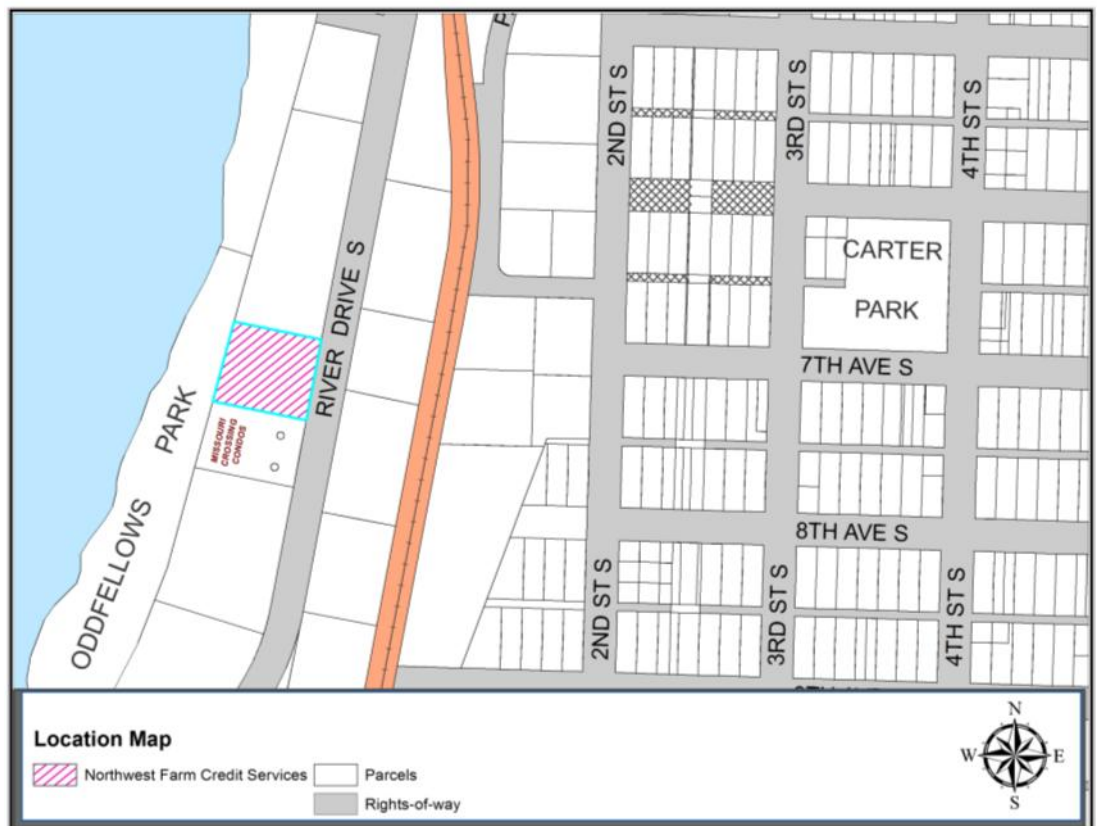 2ND ST S
3RD ST S
4TH ST S
CARTER
PARK
RIVER DRIVE S
7TH AVE S
MISSOURI
CROSSING
CONDOS
ODDFELLOWS PARK
8TH AVE S
2ND ST S
3RD ST S
4TH ST S
Location Map
Northwest Farm Credit Services
Parcels
Rights-of-way
N
W
E
S